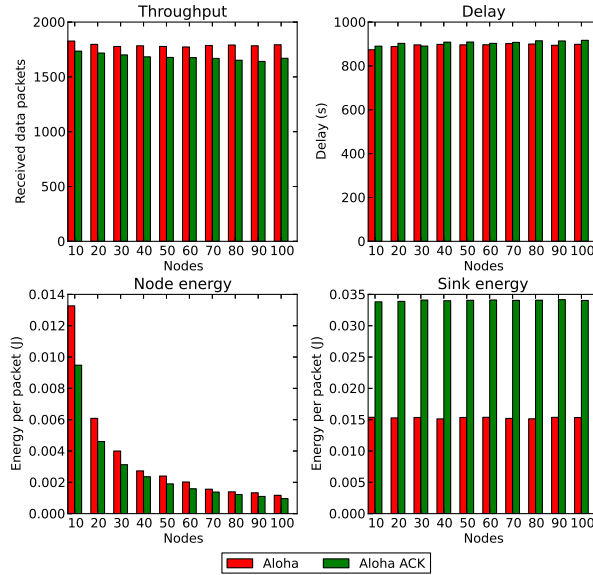 Throughput
Received data packets
2000
1500
1000
500
0
10 20 30 40 50 60 70 80 90 100
Nodes
Delay
Delay (s)
1000
800
600
400
200
0
10 20 30 40 50 60 70 80 90 100
Nodes
Node energy
Energy per packet (J)
0.014
0.012
0.010
0.008
0.006
0.004
0.002
0.000
10 20 30 40 50 60 70 80 90 100
Nodes
Sink energy
Energy per packet (J)
0.035
0.030
0.025
0.020
0.015
0.010
0.005
0.000
10 20 30 40 50 60 70 80 90 100
Nodes
Aloha
Aloha ACK